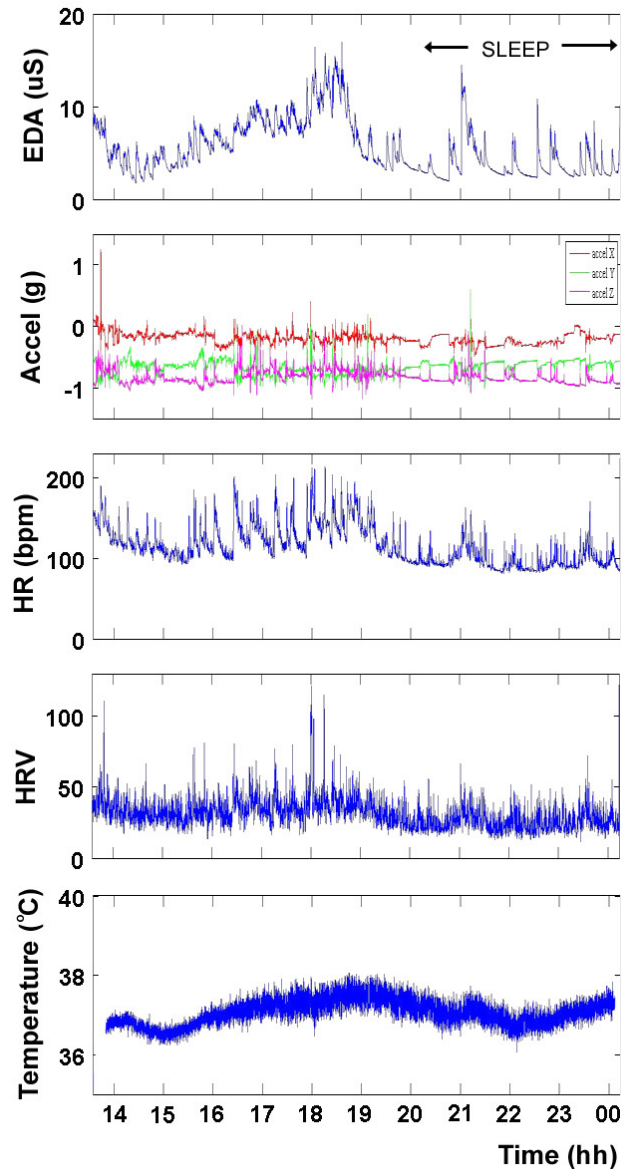 20
SLEEP
EDA (uS)
10
0
1
accel X
accel Y
accel Z
Accel (g)
0
-1
200
HR (bpm)
100
0
100
HRV
50
0
40
Temperature (°C)
38
36
14 15 16 17 18 19 20 21 22 23 00
Time (hh)